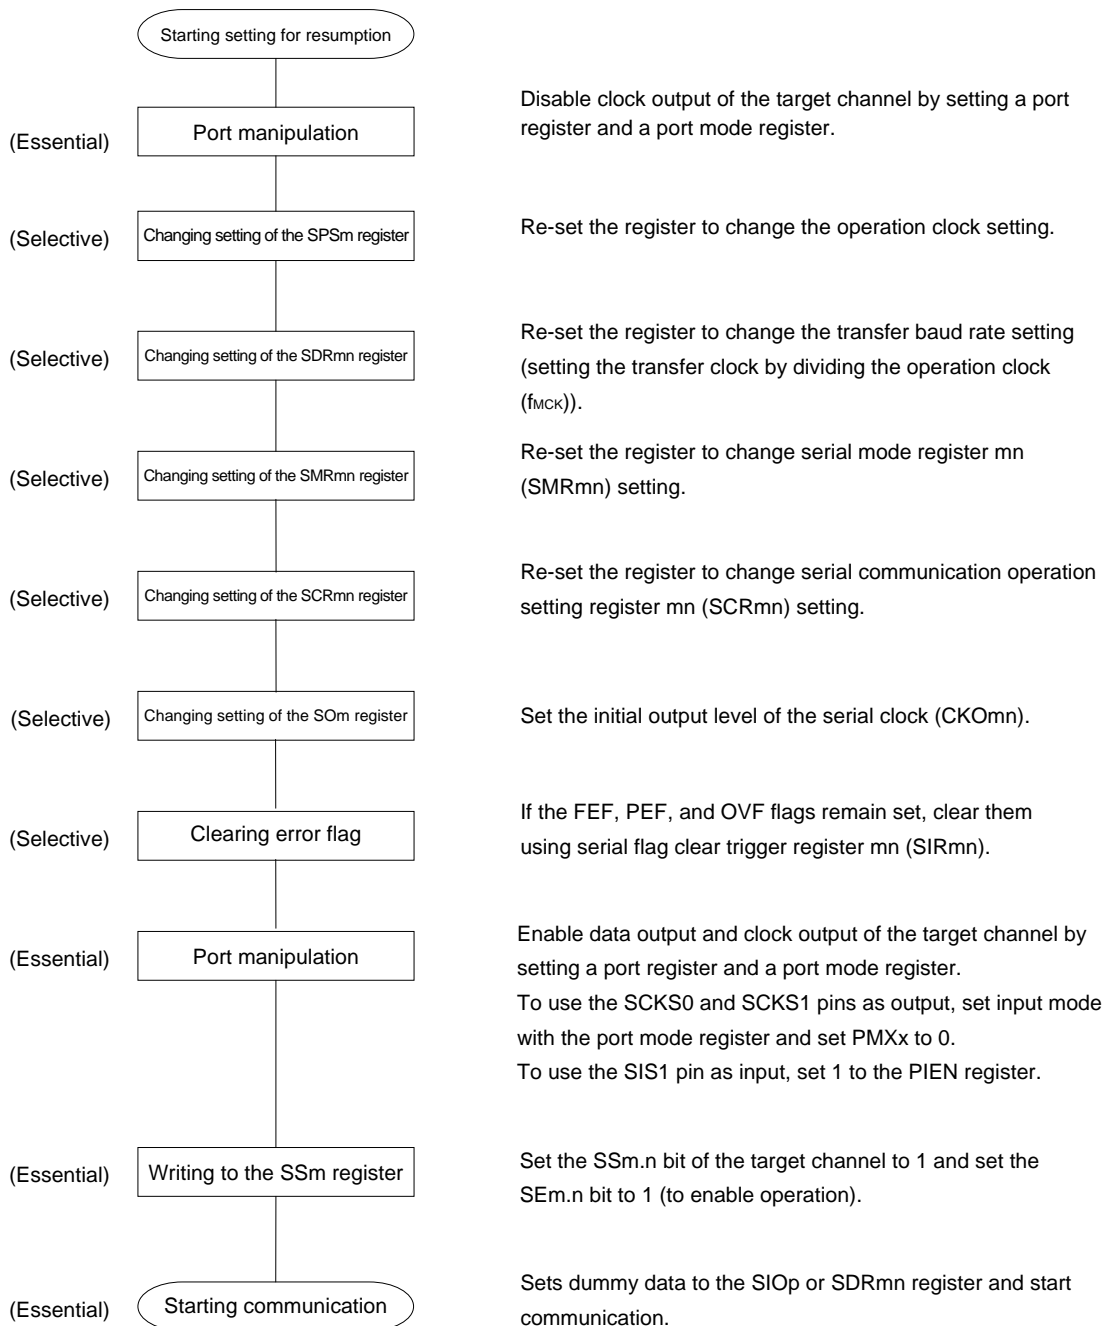 Starting setting for resumption
(Essential)
Port manipulation
Disable clock output of the target channel by setting a port
register and a port mode register.
(Selective)
Changing setting of the SPSm register
Re-set the register to change the operation clock setting.
(Selective)
Changing setting of the SDRmn register
Re-set the register to change the transfer baud rate setting
(setting the transfer clock by dividing the operation clock
(fMCK)).
(Selective)
Changing setting of the SMRmn register
Re-set the register to change serial mode register mn
(SMRmn) setting.
(Selective)
Changing setting of the SCRmn register
Re-set the register to change serial communication operation
setting register mn (SCRmn) setting.
(Selective)
Changing setting of the SOm register
Set the initial output level of the serial clock (CKOmn).
(Selective)
Clearing error flag
If the FEF, PEF, and OVF flags remain set, clear them
using serial flag clear trigger register mn (SIRmn).
(Essential)
Port manipulation
Enable data output and clock output of the target channel by
setting a port register and a port mode register.
To use the SCKS0 and SCKS1 pins as output, set input mode
with the port mode register and set PMXx to 0.
To use the SIS1 pin as input, set 1 to the PIEN register.
(Essential)
Writing to the SSm register
Set the SSm.n bit of the target channel to 1 and set the
SEm.n bit to 1 (to enable operation).
(Essential)
Starting communication
Sets dummy data to the SIOp or SDRmn register and start
communication.